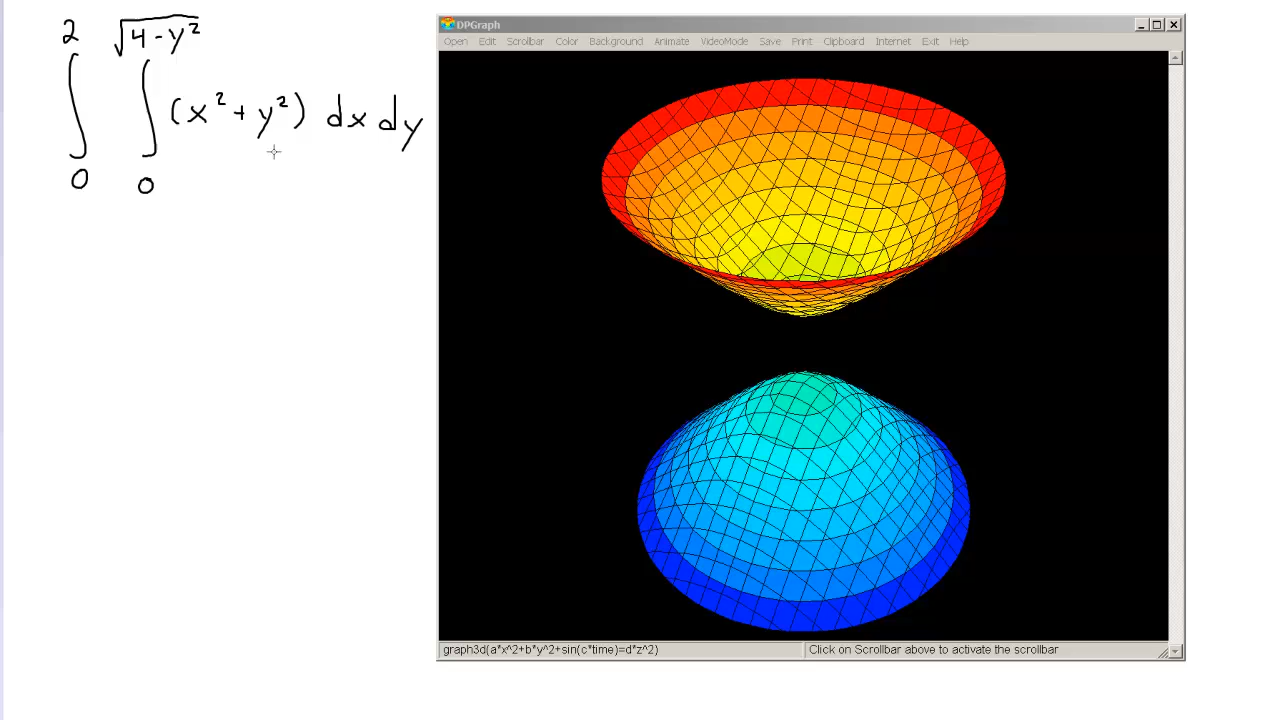 2 √4-y²
∫ ∫ (x²+y²) dx dy
0 0
DPGraph
Open Edit Scrollbar Color Background Animate VideoMode Save Print Clipboard Internet Exit Help
graph3d(a*x^2+b*y^2+sin(c*time)=d*z^2) Click on Scrollbar above to activate the scrollbar